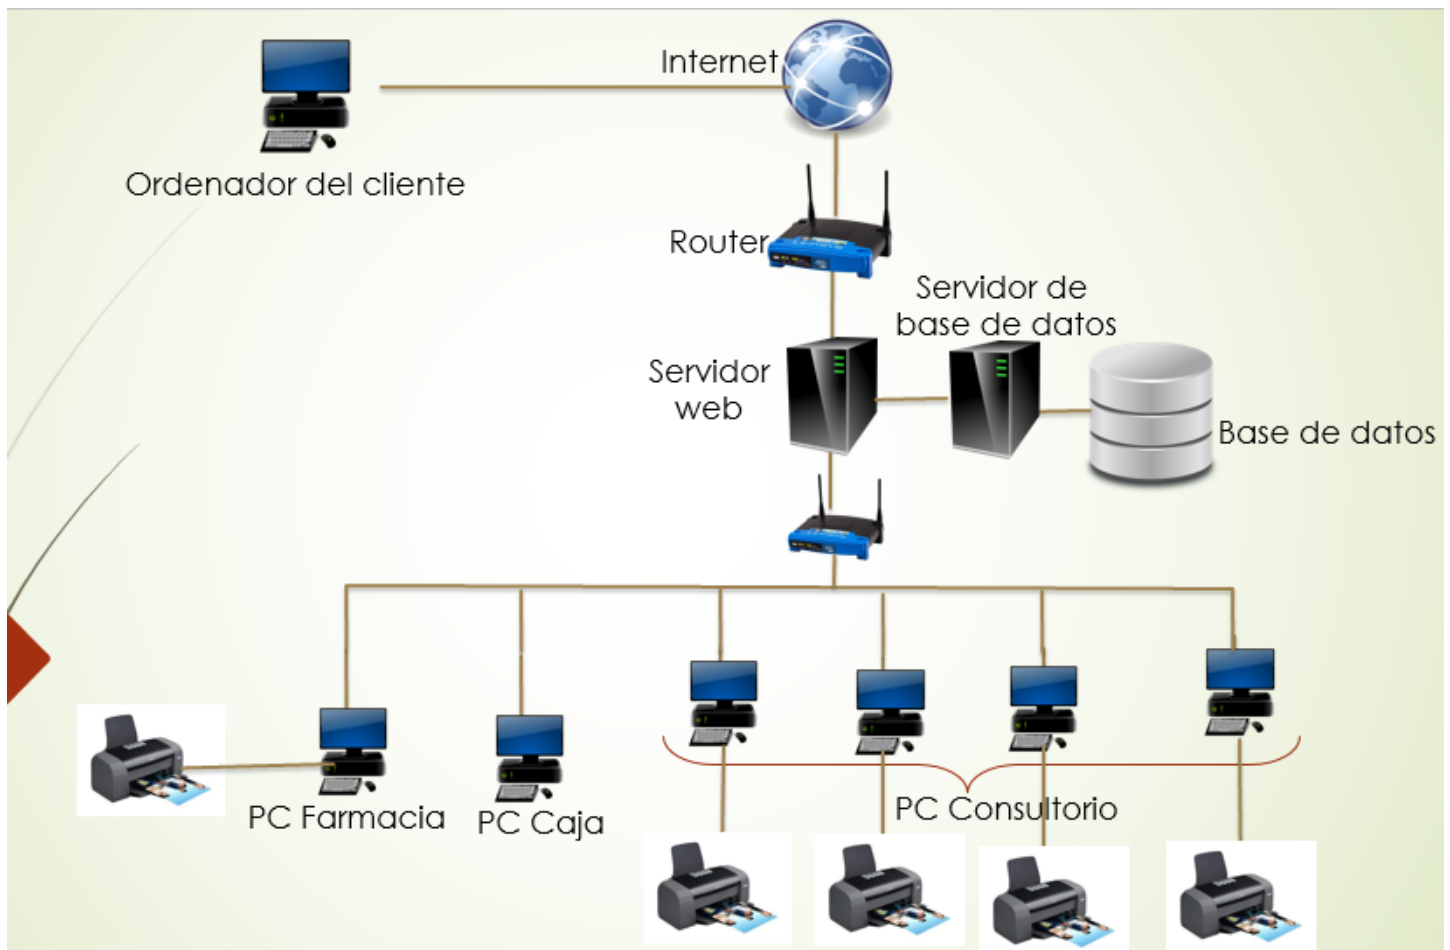 Internet
Ordenador del cliente
Router
Servidor de
base de datos
Servidor
web
Base de datos
PC Farmacia
PC Caja
PC Consultorio